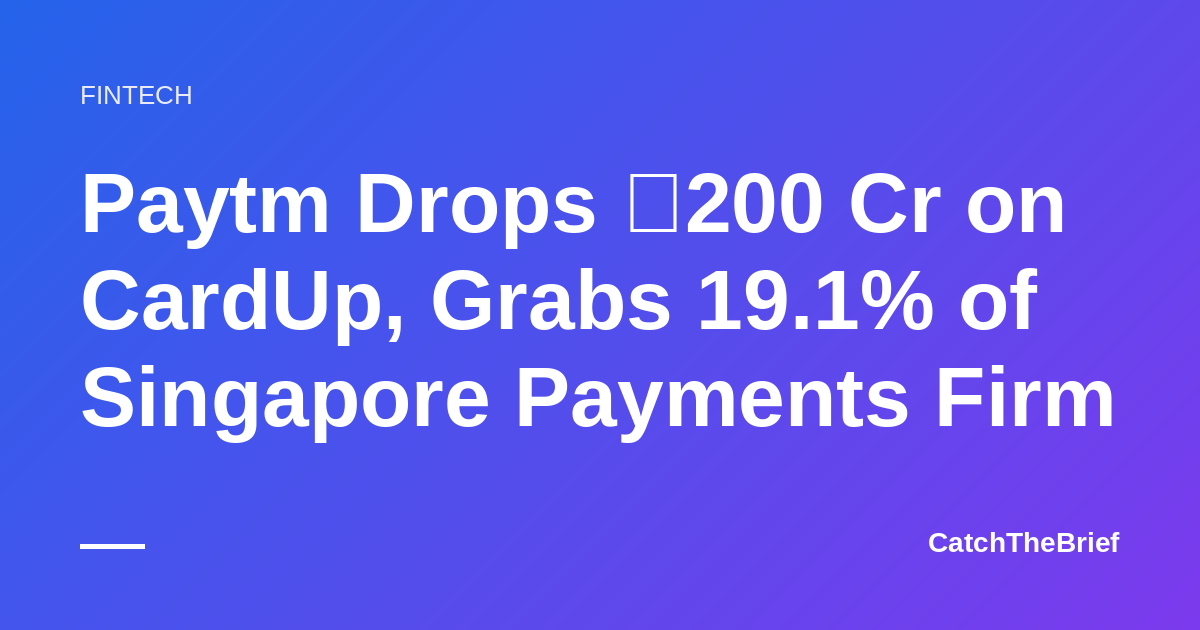 FINTECH
Paytm Drops □200 Cr on
CardUp, Grabs 19.1% of
Singapore Payments Firm
CatchTheBrief